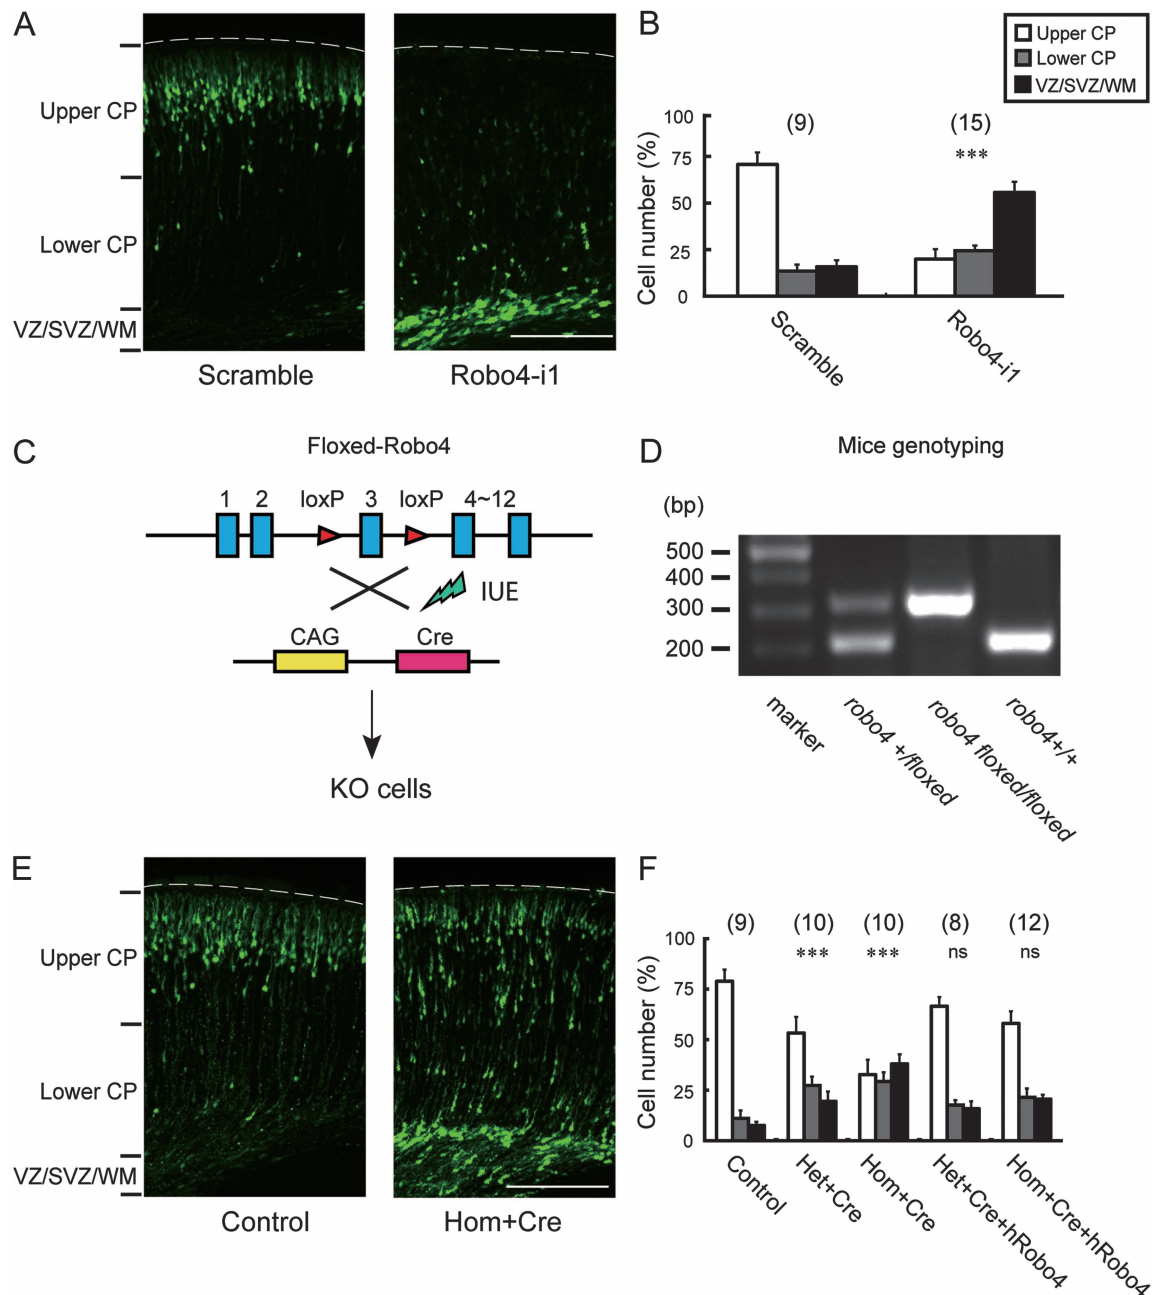 A
Upper CP
Lower CP
VZ/SVZ/WM
Scramble
Robo4-i1
B
Upper CP
Lower CP
VZ/SVZ/WM
Cell number (%)
100
75
50
25
0
(9)
(15)
***
Scramble
Robo4-i1
C
Floxed-Robo4
1 2 loxP 3 loxP 4~12
IUE
CAG Cre
KO cells
D
Mice genotyping
(bp)
500
400
300
200
marker
robo4 +/floxed
robo4 floxed/floxed
robo4+/+
E
Upper CP
Lower CP
VZ/SVZ/WM
Control
Hom+Cre
F
Cell number (%)
100
75
50
25
0
(9) (10) (10) (8) (12)
*** *** ns ns
Control
Het+Cre
Hom+Cre
Het+Cre+hRobo4
Hom+Cre+hRobo4